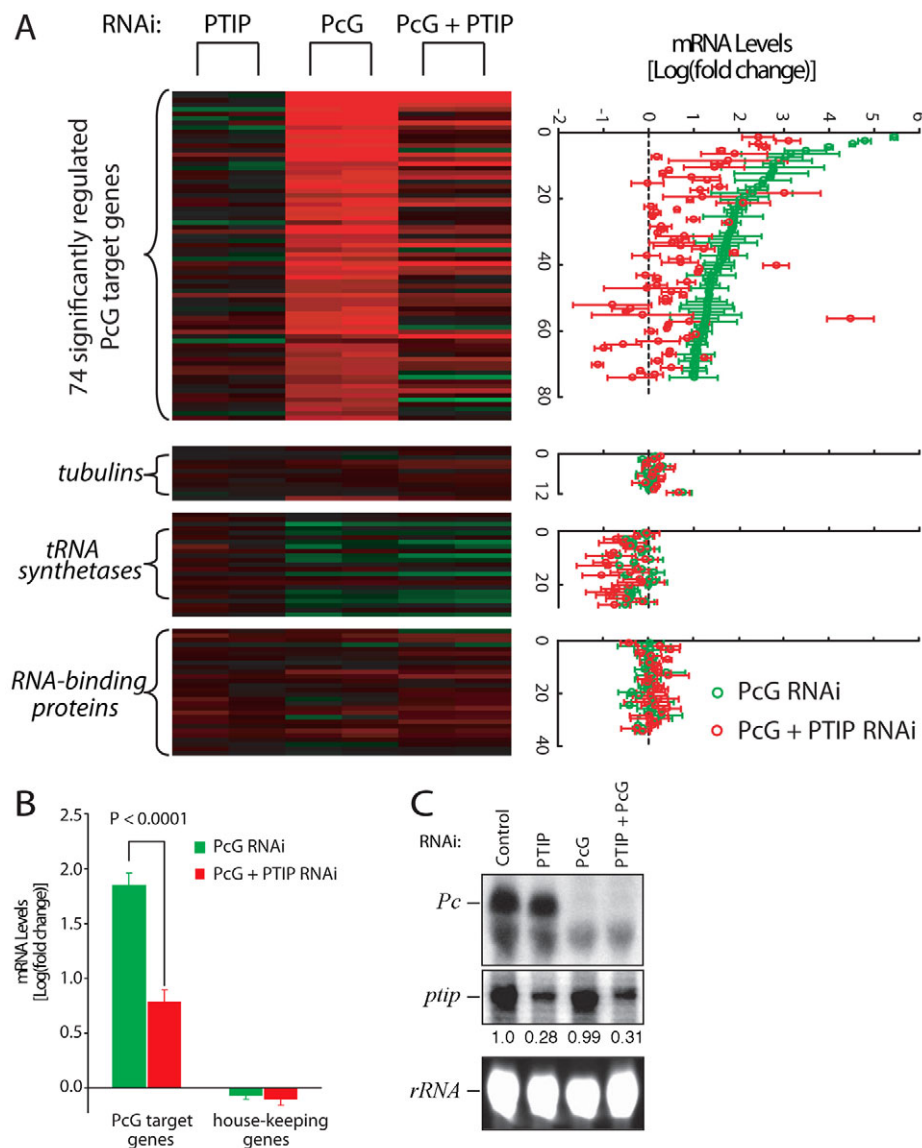 A
RNAi: PTIP PcG PcG + PTIP
mRNA Levels
[Log(fold change)]
-2 -1 0 1 2 3 4 5 6
74 significantly regulated
PcG target genes
0
20
40
60
80
tubulins
0
12
tRNA
synthetases
0
20
RNA-binding
proteins
0
20
40
PcG RNAi
PcG + PTIP RNAi
B
mRNA Levels
[Log(fold change)]
2.5
2.0
1.5
1.0
0.5
0.0
P < 0.0001
PcG RNAi
PcG + PTIP RNAi
PcG target
genes
house-keeping
genes
C
RNAi: Control PTIP PcG PTIP + PcG
Pc
ptip
1.0 0.28 0.99 0.31
rRNA